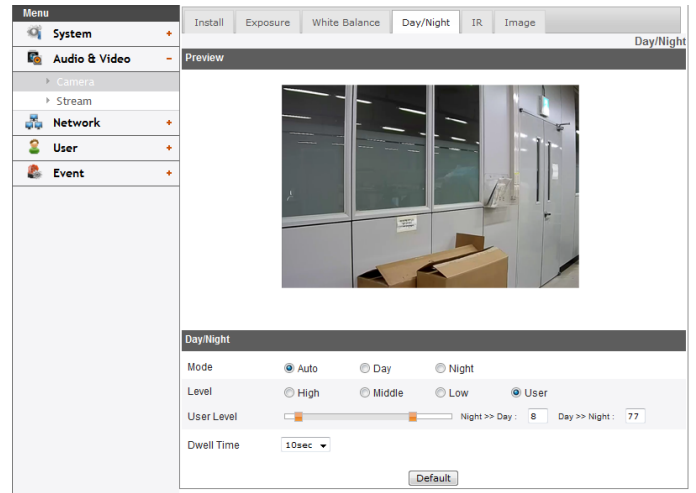 Menu
System +
Audio & Video -
Camera
Stream
Network +
User +
Event +
Install Exposure White Balance Day/Night IR Image
Day/Night
Preview
Day/Night
Mode Auto Day Night
Level High Middle Low User
User Level Night >> Day : 8 Day >> Night : 77
Dwell Time 10sec
Default